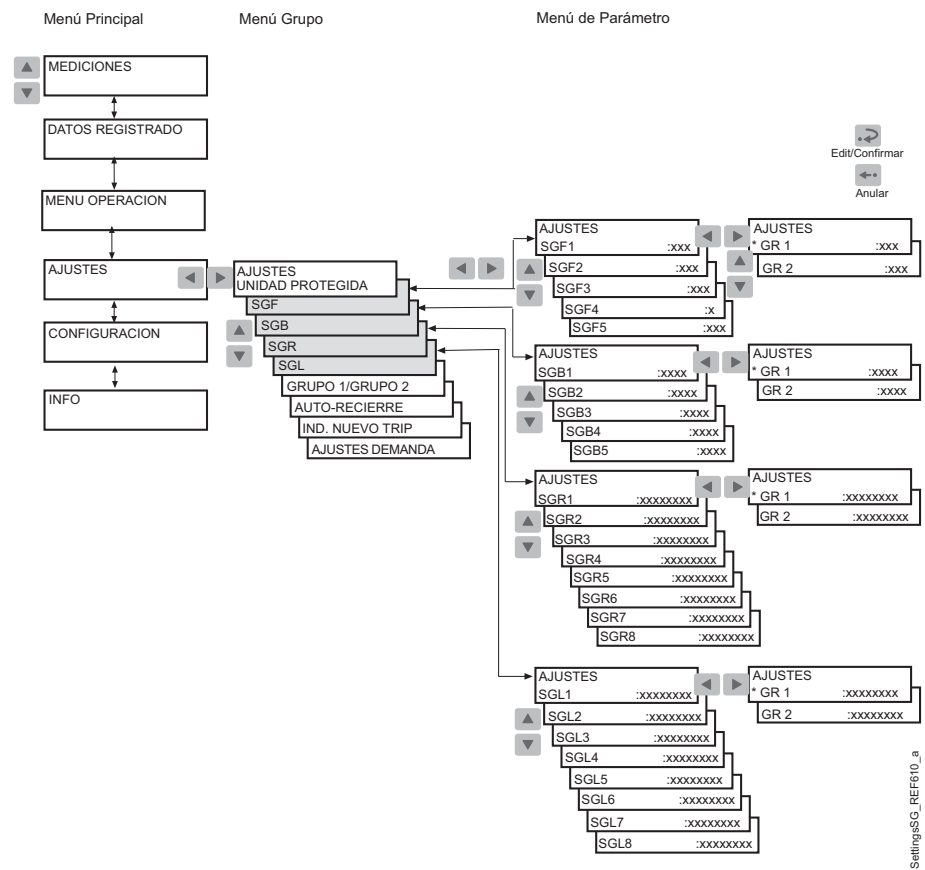 Menú Principal
Menú Grupo
Menú de Parámetro
MEDICIONES
DATOS REGISTRADO
MENU OPERACION
AJUSTES
CONFIGURACION
INFO
AJUSTES
UNIDAD PROTEGIDA
SGF
SGB
SGR
SGL
GRUPO 1/GRUPO 2
AUTO-RECIERRE
IND. NUEVO TRIP
AJUSTES DEMANDA
Edit/Confirmar
Anular
AJUSTES
SGF1 :xxx
SGF2 :xxx
SGF3 :xxx
SGF4 :x
SGF5 :xxx
AJUSTES
* GR 1 :xxx
GR 2 :xxx
AJUSTES
SGB1 :xxxx
SGB2 :xxxx
SGB3 :xxxx
SGB4 :xxxx
SGB5 :xxxx
AJUSTES
* GR 1 :xxxx
GR 2 :xxxx
AJUSTES
SGR1 :xxxxxxxx
SGR2 :xxxxxxxx
SGR3 :xxxxxxxx
SGR4 :xxxxxxxx
SGR5 :xxxxxxxx
SGR6 :xxxxxxxx
SGR7 :xxxxxxxx
SGR8 :xxxxxxxx
AJUSTES
* GR 1 :xxxxxxxx
GR 2 :xxxxxxxx
AJUSTES
SGL1 :xxxxxxxx
SGL2 :xxxxxxxx
SGL3 :xxxxxxxx
SGL4 :xxxxxxxx
SGL5 :xxxxxxxx
SGL6 :xxxxxxxx
SGL7 :xxxxxxxx
SGL8 :xxxxxxxx
AJUSTES
* GR 1 :xxxxxxxx
GR 2 :xxxxxxxx
SettingsSG_REF610_a